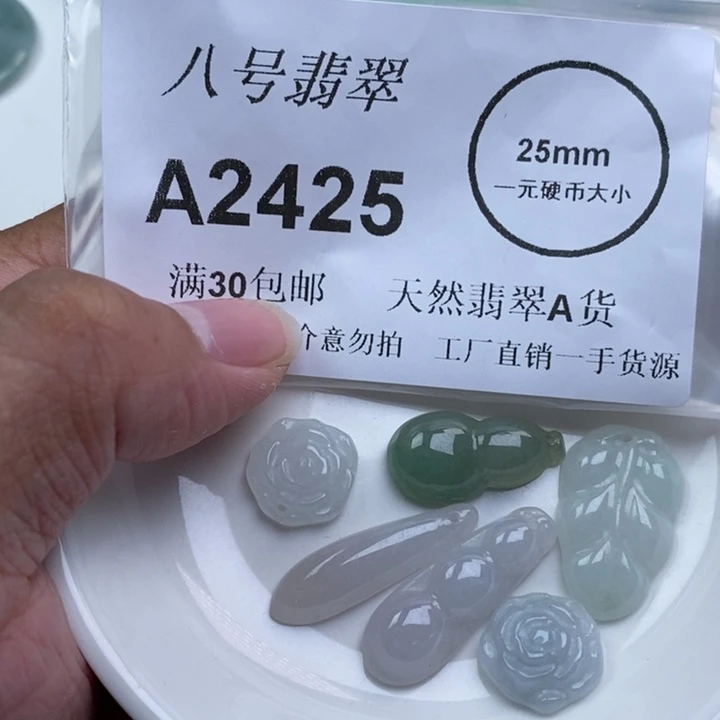 八号翡翠
25mm
一元硬币大小
A2425
满30包邮 天然翡翠A货
介意勿拍 工厂直销一手货源